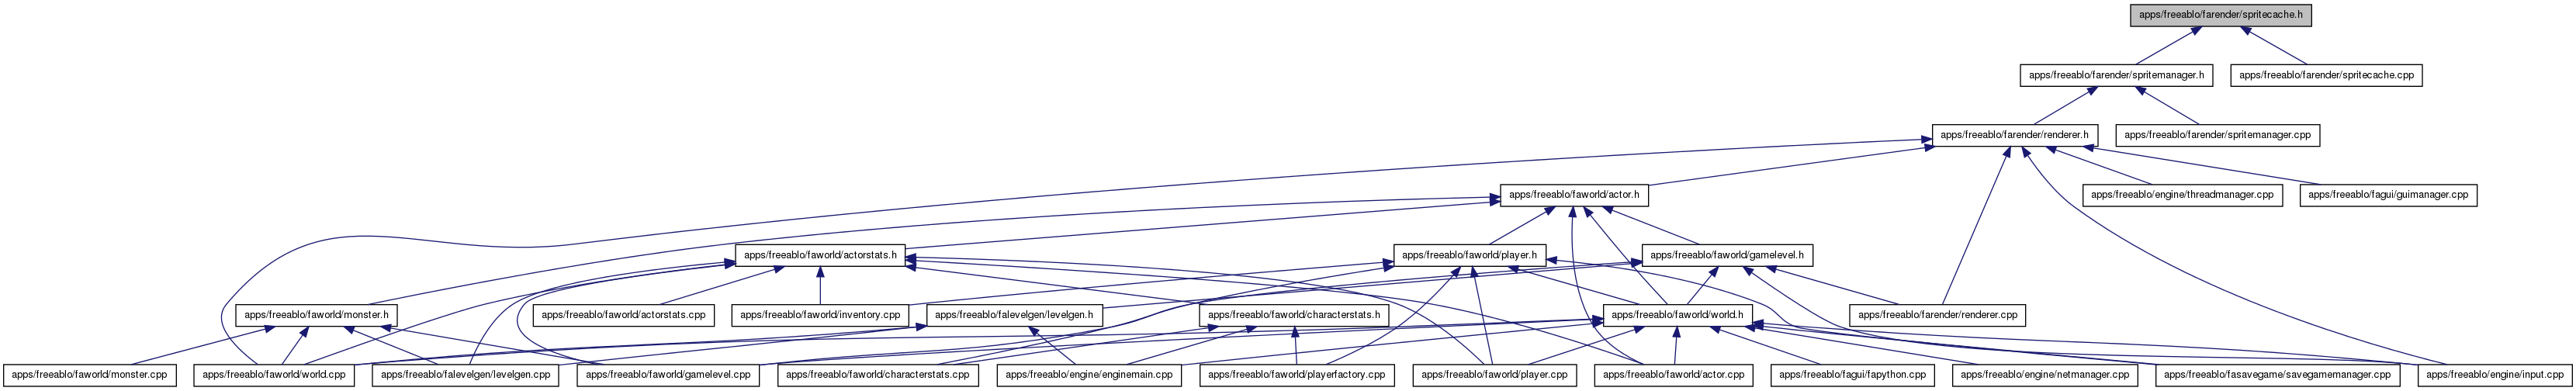 apps/freeablo/farender/spritecache.h
apps/freeablo/farender/spritemanager.h
apps/freeablo/farender/spritecache.cpp
apps/freeablo/farender/renderer.h
apps/freeablo/farender/spritemanager.cpp
apps/freeablo/faworld/actor.h
apps/freeablo/engine/threadmanager.cpp
apps/freeablo/fagui/guimanager.cpp
apps/freeablo/faworld/actorstats.h
apps/freeablo/faworld/player.h
apps/freeablo/faworld/gamelevel.h
apps/freeablo/faworld/monster.h
apps/freeablo/faworld/actorstats.cpp
apps/freeablo/faworld/inventory.cpp
apps/freeablo/falevelgen/levelgen.h
apps/freeablo/faworld/characterstats.h
apps/freeablo/faworld/world.h
apps/freeablo/farender/renderer.cpp
apps/freeablo/faworld/monster.cpp
apps/freeablo/faworld/world.cpp
apps/freeablo/falevelgen/levelgen.cpp
apps/freeablo/faworld/gamelevel.cpp
apps/freeablo/faworld/characterstats.cpp
apps/freeablo/engine/enginemain.cpp
apps/freeablo/faworld/playerfactory.cpp
apps/freeablo/faworld/player.cpp
apps/freeablo/faworld/actor.cpp
apps/freeablo/fagui/fapython.cpp
apps/freeablo/engine/netmanager.cpp
apps/freeablo/fasavegame/savegamemanager.cpp
apps/freeablo/engine/input.cpp